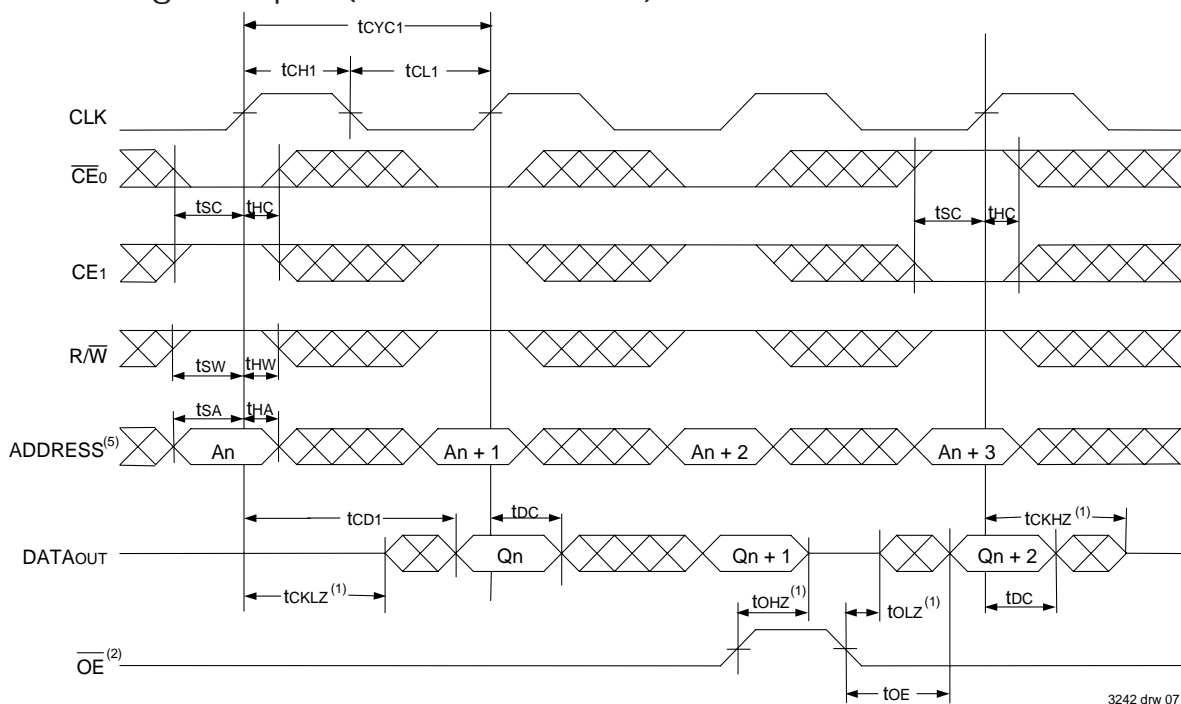 tCYC1
tCH1
tCL1
CLK
CE0
tSC
tHC
tSC
tHC
CE1
R/W
tSW
tHW
tSA
tHA
ADDRESS(5)
An
An + 1
An + 2
An + 3
tCD1
tDC
tCKHZ(1)
DATAOUT
Qn
Qn + 1
Qn + 2
tCKLZ(1)
tOHZ(1)
tOLZ(1)
tDC
OE(2)
tOE
3242 drw 07